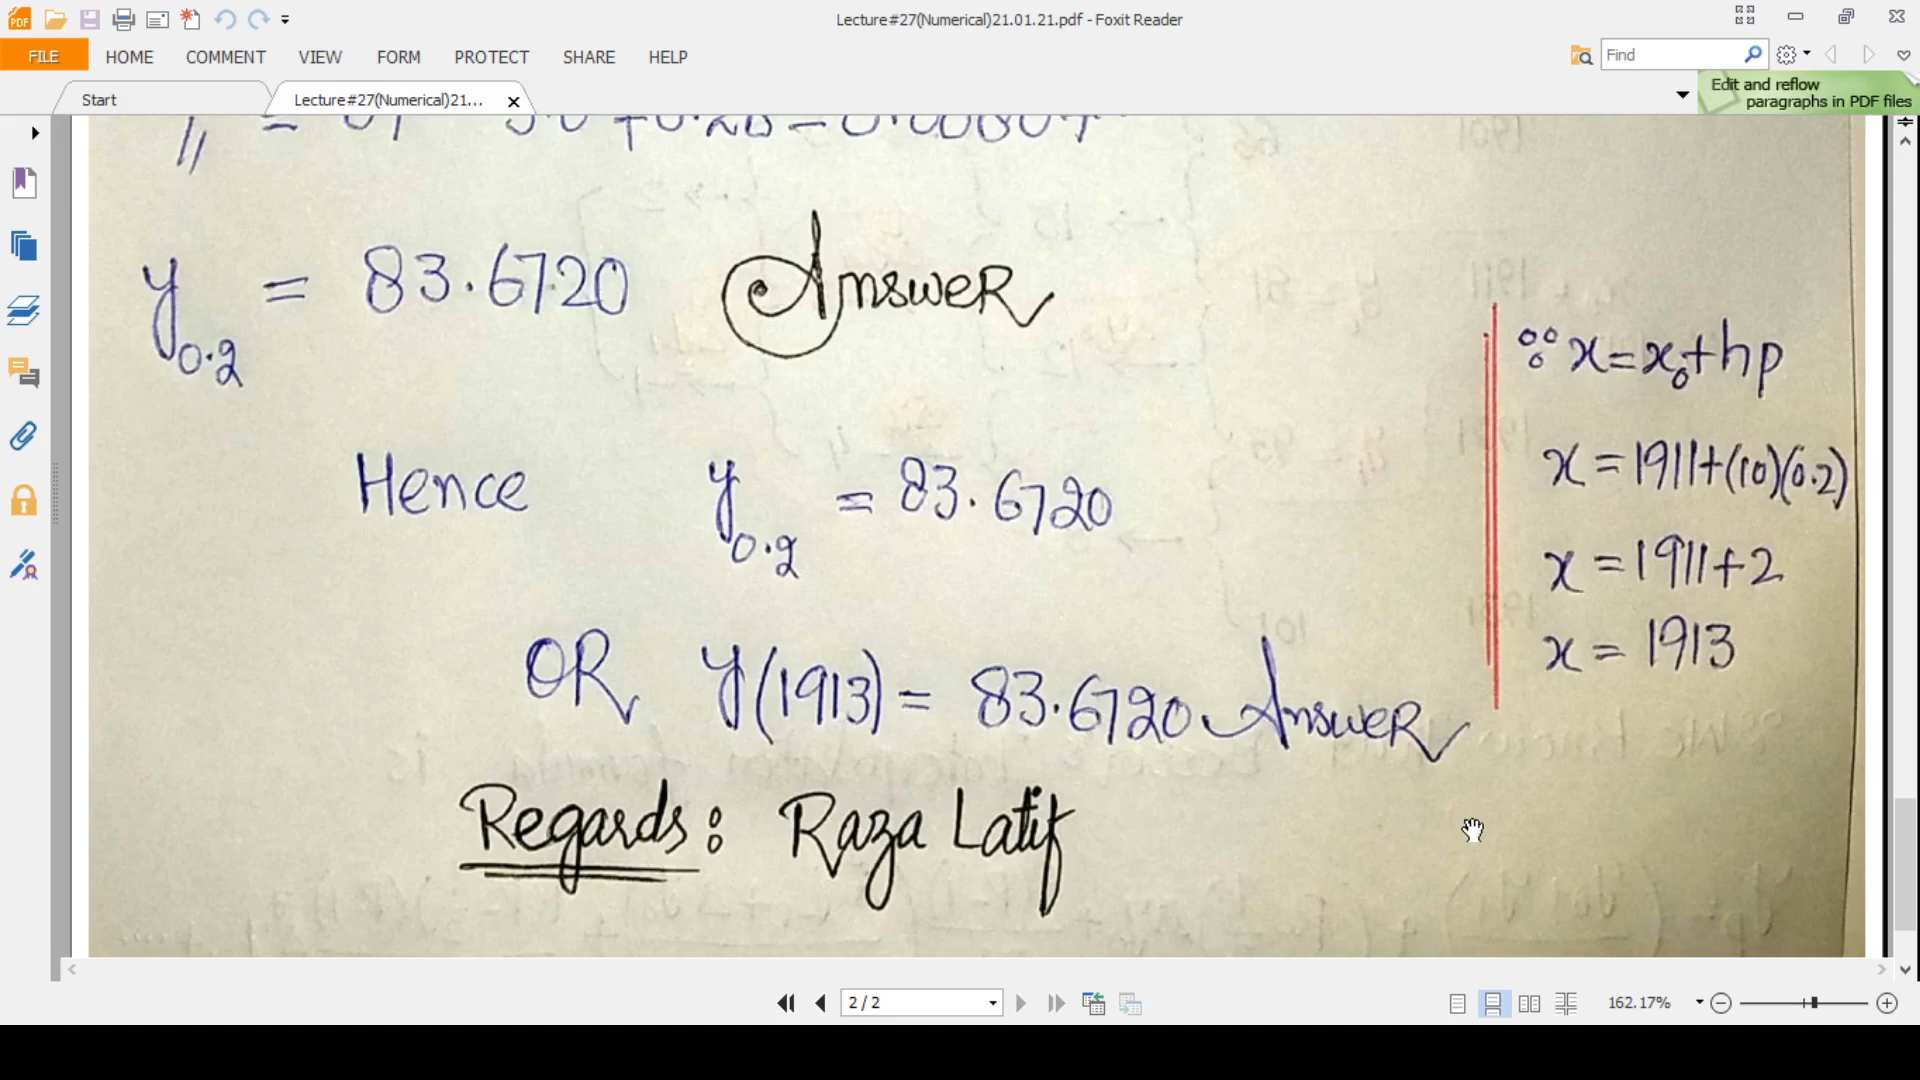 Lecture#27(Numerical)21.01.21.pdf - Foxit Reader
FILE HOME COMMENT VIEW FORM PROTECT SHARE HELP
Find
Edit and reflow
paragraphs in PDF files
Start
Lecture#27(Numerical)21...
y0.2 = 83.6720 Answer
Hence y0.2 = 83.6720
OR y(1913) = 83.6720 Answer
∵ x=x0+hp
x=1911+(10)(0.2)
x=1911+2
x=1913
Regards: Raza Latif
2 / 2
162.17%